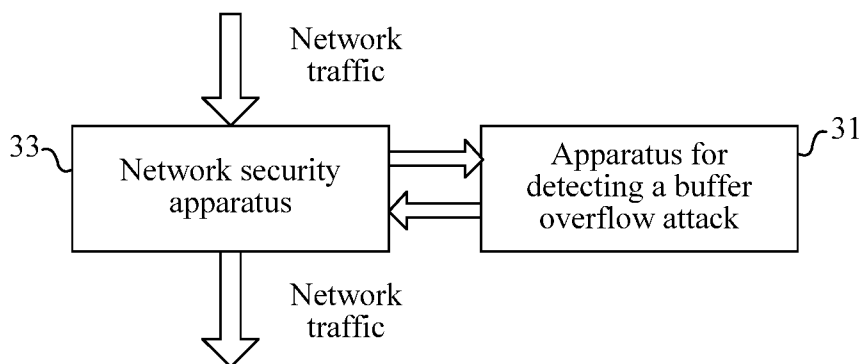 Network
traffic
33
Network security
apparatus
Apparatus for
detecting a buffer
overflow attack
31
Network
traffic